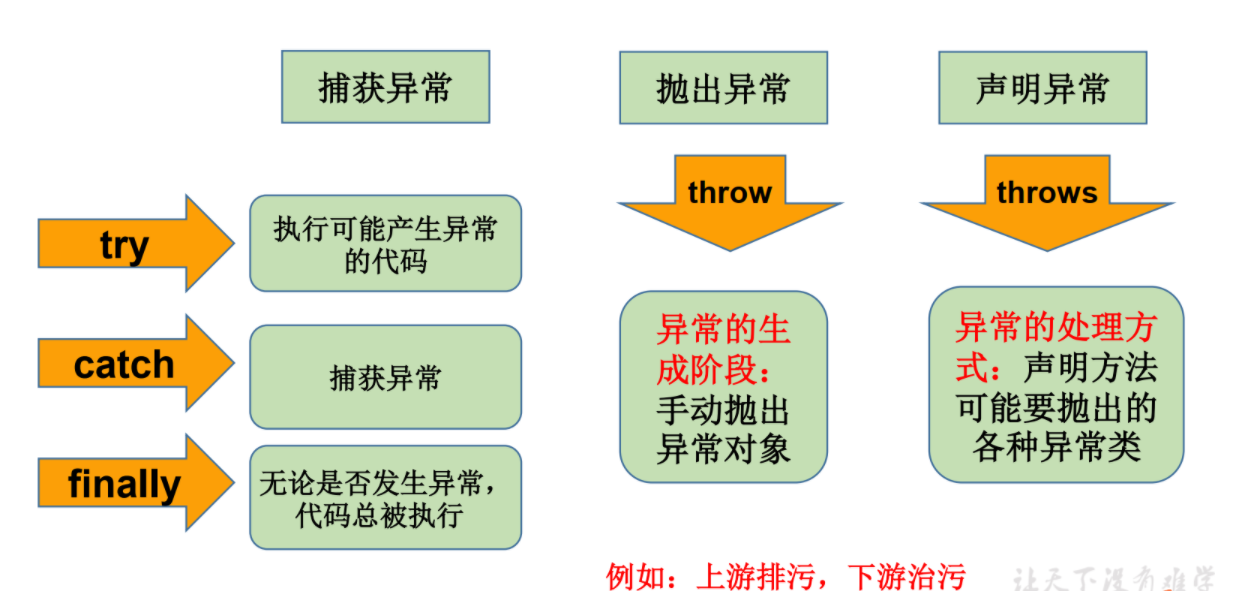 捕获异常
抛出异常
声明异常
try
执行可能产生异常
的代码
catch
捕获异常
finally
无论是否发生异常，
代码总被执行
throw
异常的生
成阶段：
手动抛出
异常对象
throws
异常的处理方
式：声明方法
可能要抛出的
各种异常类
例如：上游排污，下游治污
让天下没有难学